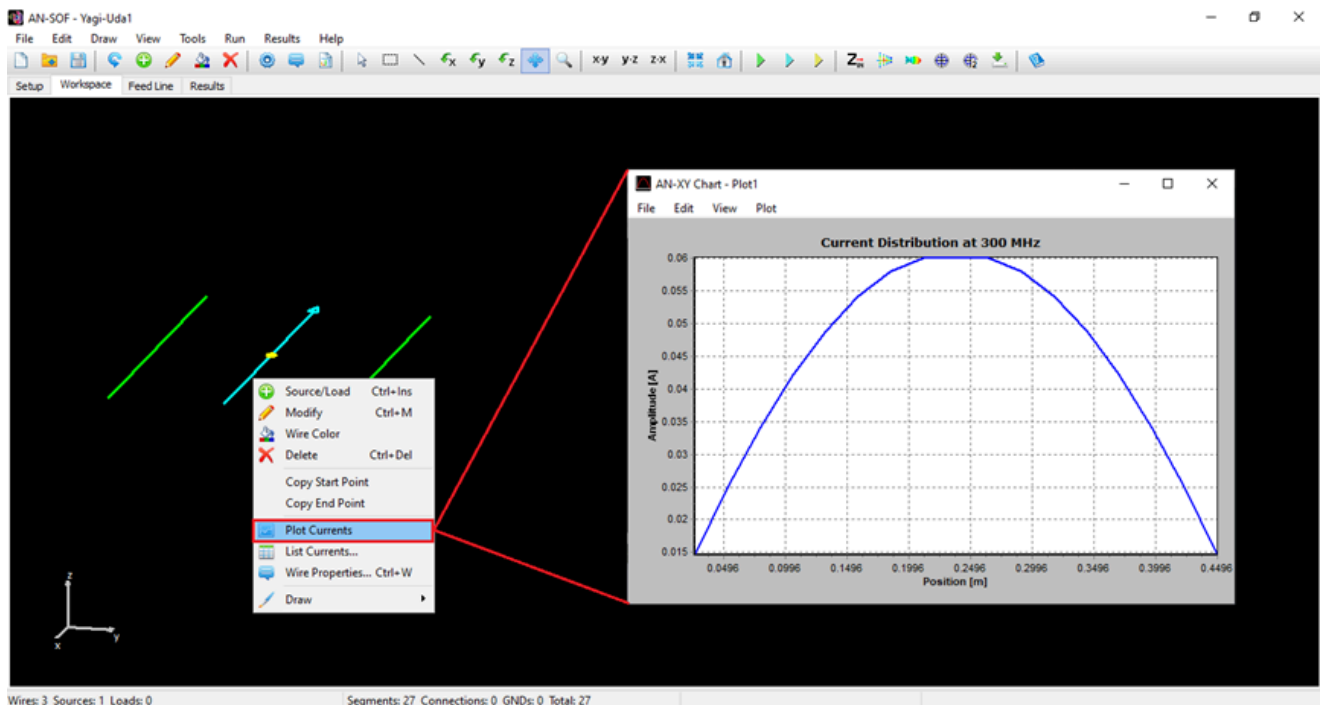 AN-SOF - Yagi-Uda1
File Edit Draw View Tools Run Results Help
x-y y-z z-x
Setup Workspace Feed Line Results
AN-XY Chart - Plot1
File Edit View Plot
Current Distribution at 300 MHz
0.06
0.055
0.05
0.045
0.04
0.035
0.03
0.025
0.02
0.015
Amplitude [A]
0.0496 0.0996 0.1496 0.1996 0.2496 0.2996 0.3496 0.3996 0.4496
Position [m]
Source/Load Ctrl+Ins
Modify Ctrl+M
Wire Color
Delete Ctrl+Del
Copy Start Point
Copy End Point
Plot Currents
List Currents...
Wire Properties... Ctrl+W
Draw
z
y
x
Wires: 3 Sources: 1 Loads: 0 Segments: 27 Connections: 0 GNDs: 0 Total: 27